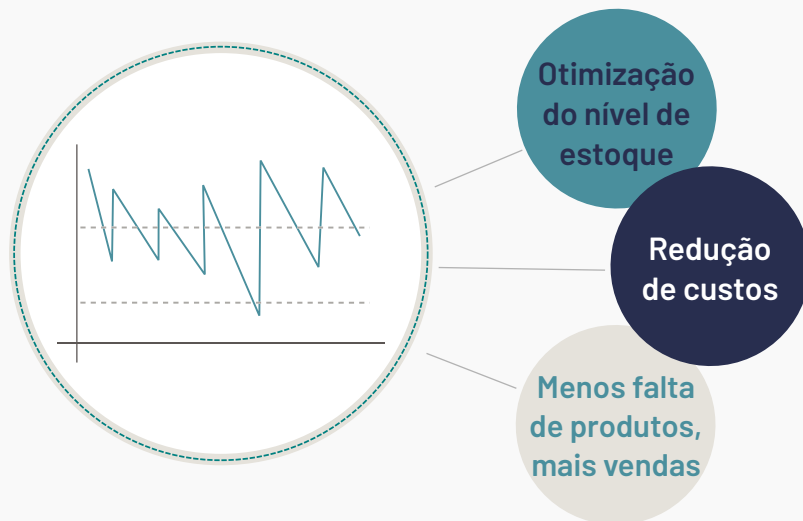 Otimização
do nível de
estoque
Redução
de custos
Menos falta
de produtos,
mais vendas